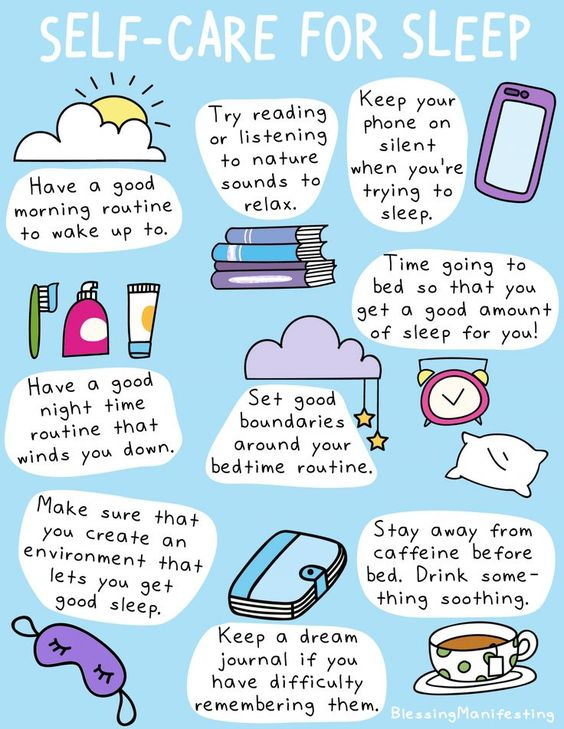 SELF-CARE FOR SLEEP
Have a good
morning routine
to wake up to.
Try reading
or listening
to nature
sounds to
relax.
Keep your
phone on
silent
when you're
trying to
sleep.
Time going to
bed so that you
get a good amount
of sleep for you!
Have a good
night time
routine that
winds you down.
Set good
boundaries
around your
bedtime routine.
Make sure that
you create an
environment that
lets you get
good sleep.
Keep a dream
journal if you
have difficulty
remembering them.
Stay away from
caffeine before
bed. Drink some-
thing soothing.
BlessingManifesting